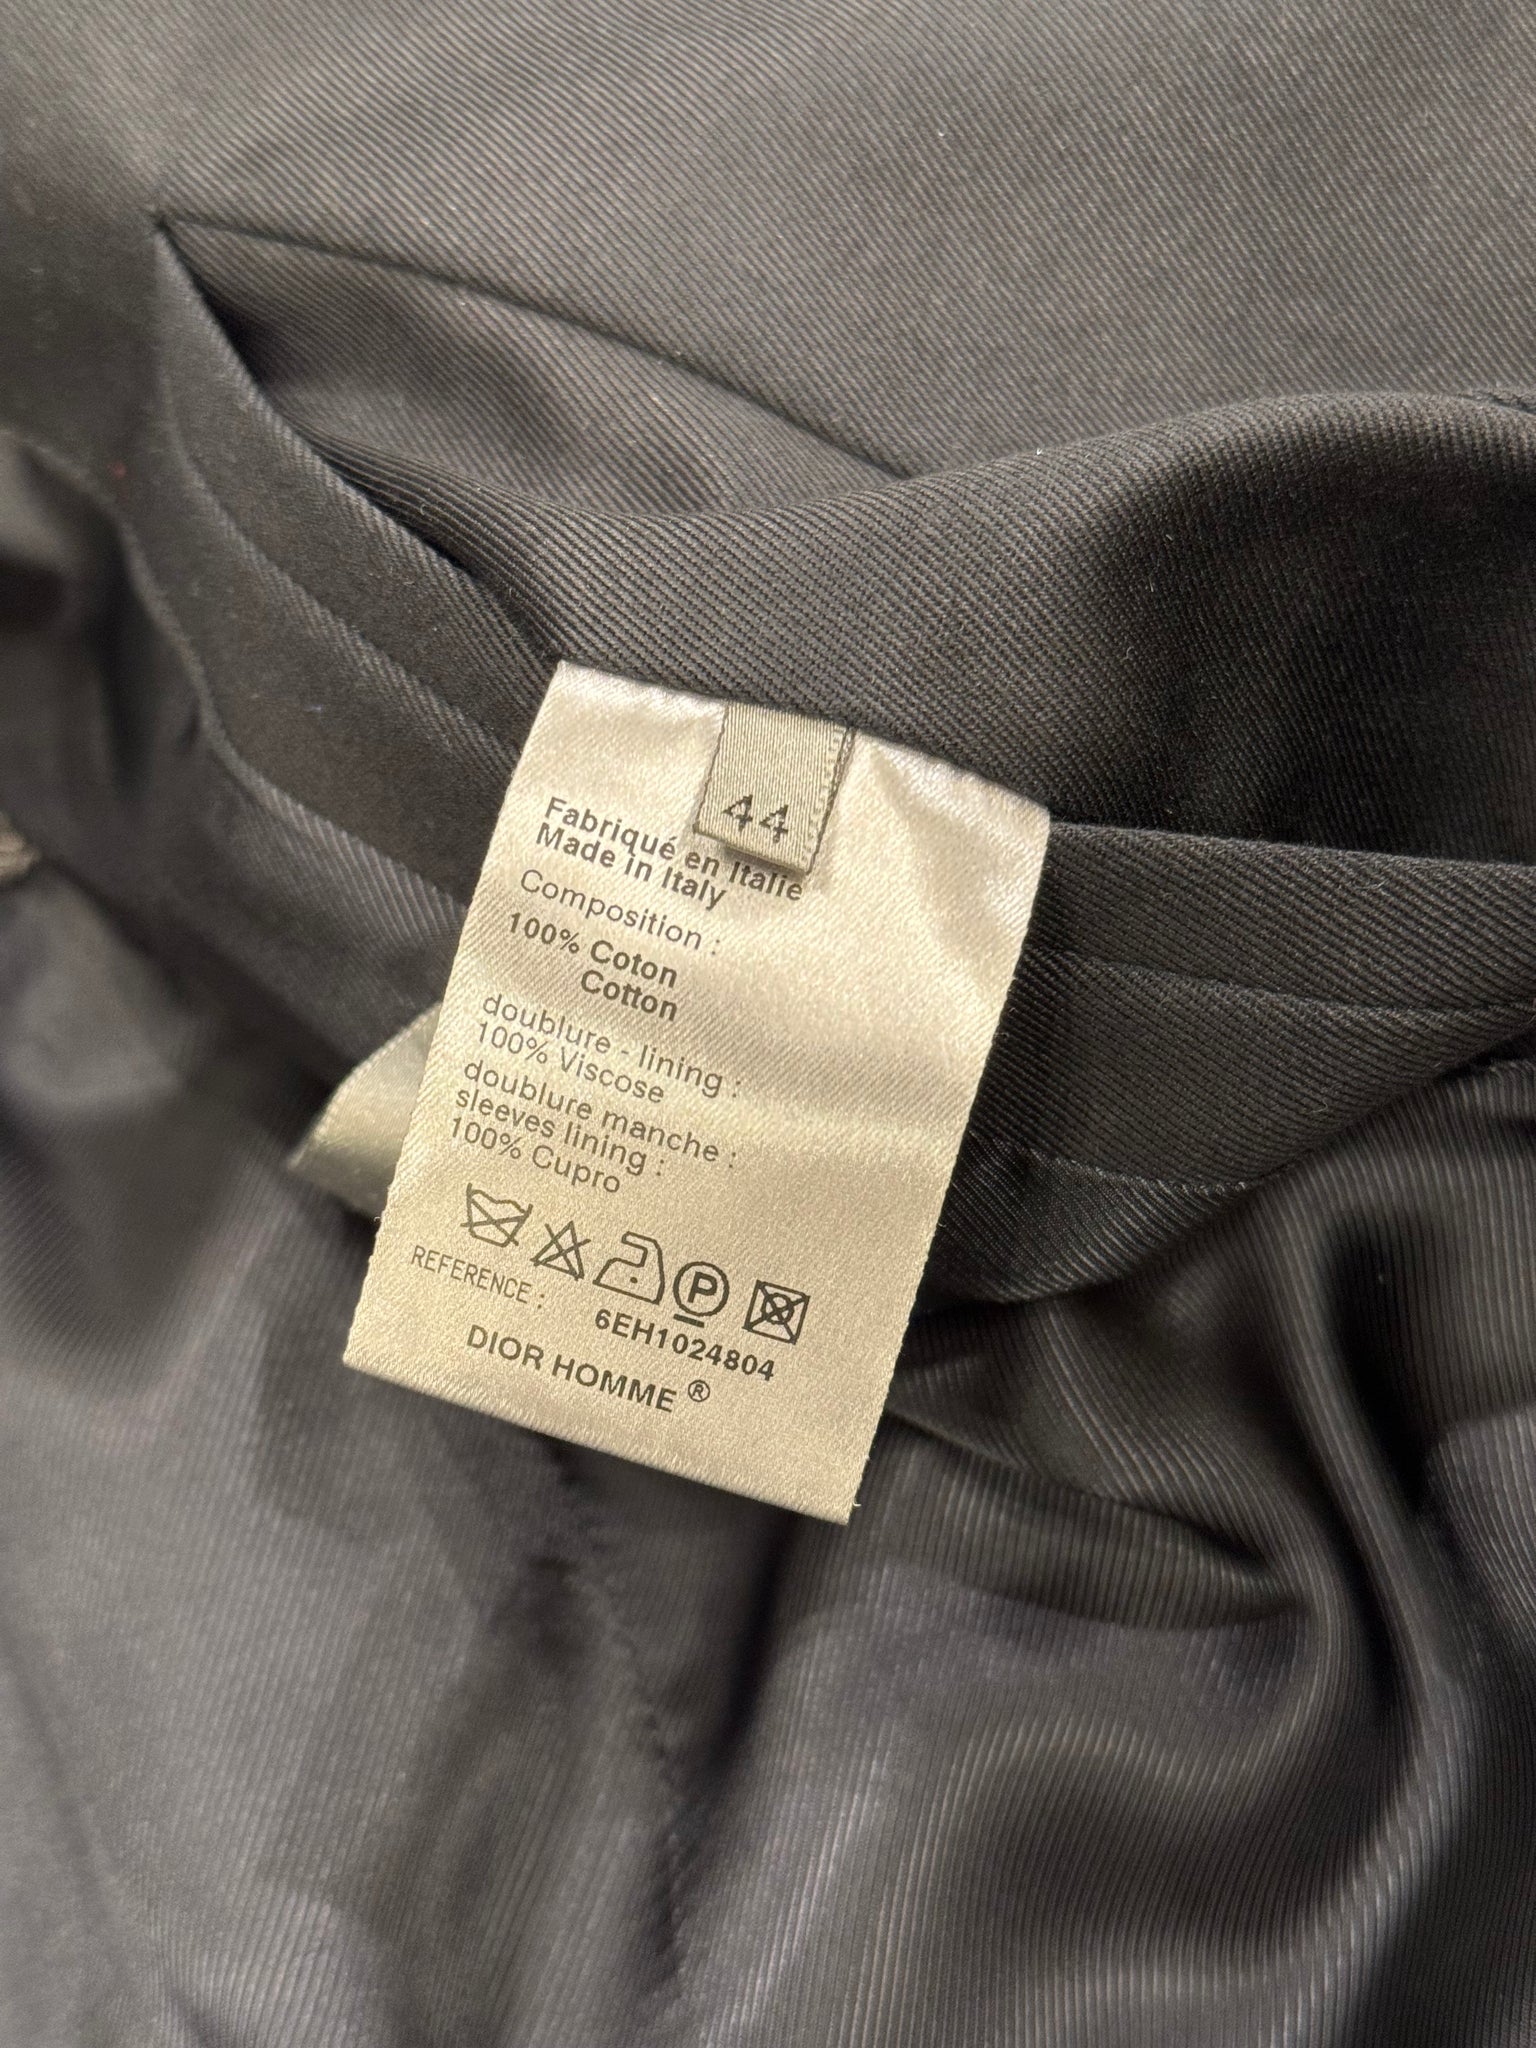 44
Fabriqué en Italie
Made in Italy
Composition :
100% Coton
Cotton
doublure - lining :
100% Viscose
doublure manche :
sleeves lining :
100% Cupro
P
REFERENCE :
6EH1024804
DIOR HOMME ®